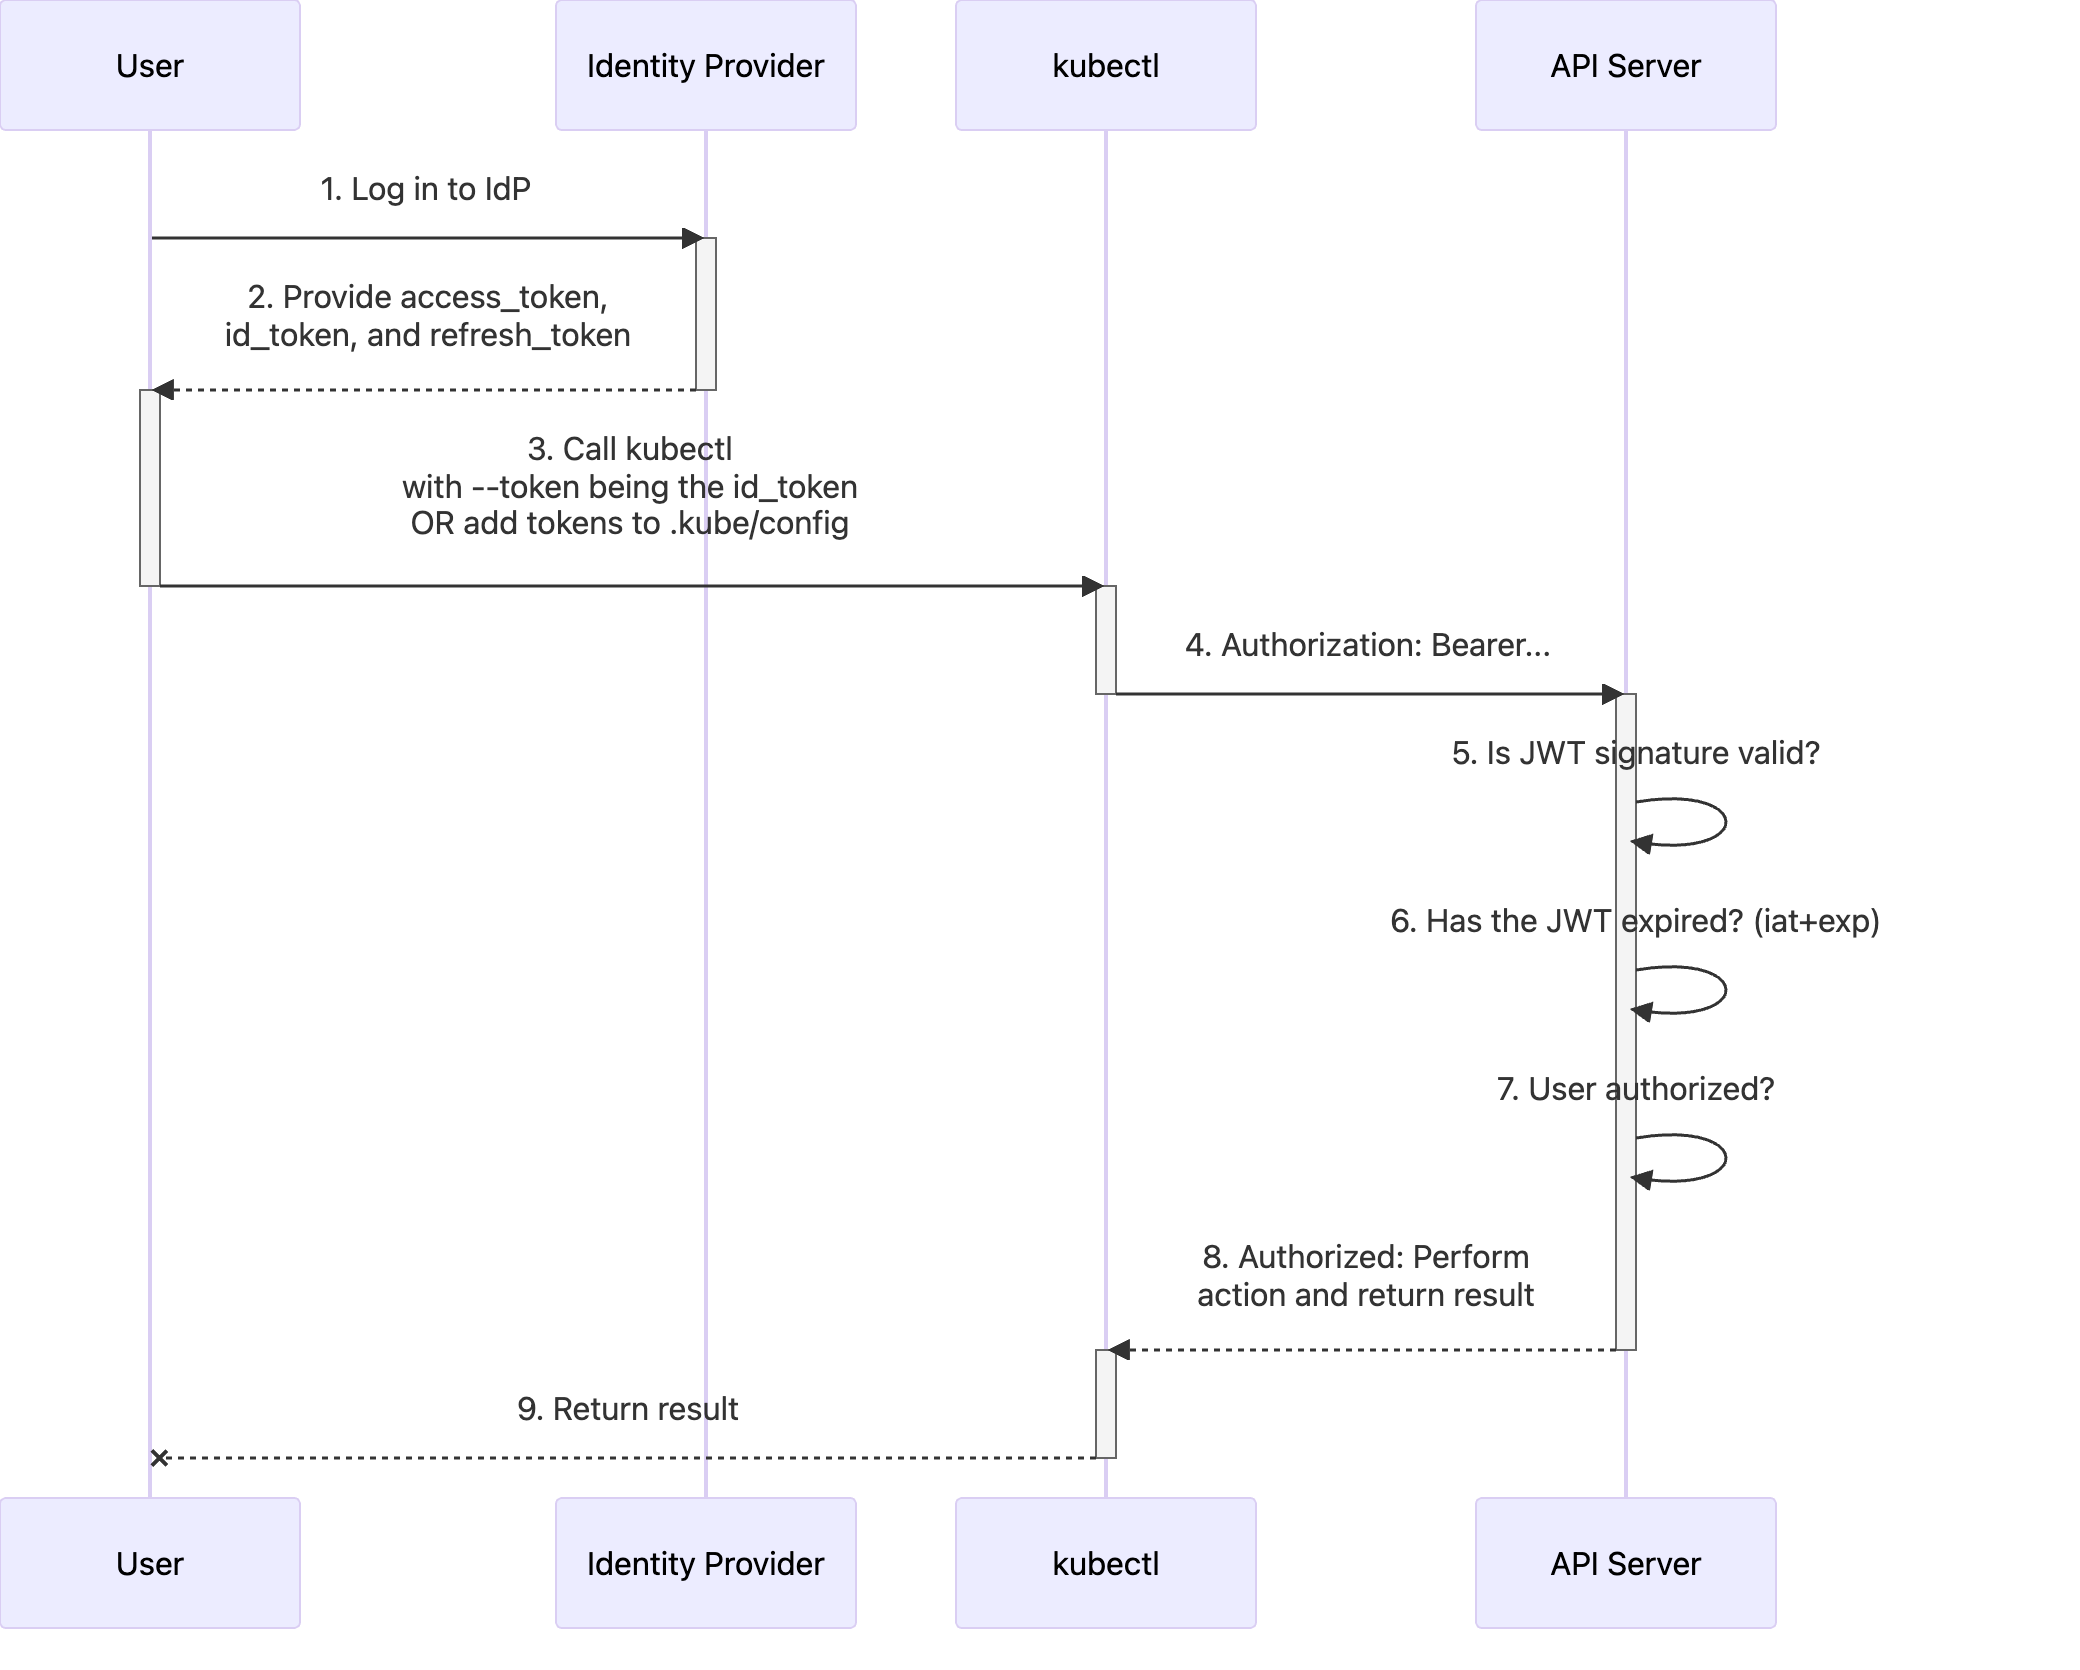 User
Identity Provider
kubectl
API Server
1. Log in to IdP
2. Provide access_token,
id_token, and refresh_token
3. Call kubectl
with --token being the id_token
OR add tokens to .kube/config
4. Authorization: Bearer...
5. Is JWT signature valid?
6. Has the JWT expired? (iat+exp)
7. User authorized?
8. Authorized: Perform
action and return result
9. Return result
User
Identity Provider
kubectl
API Server